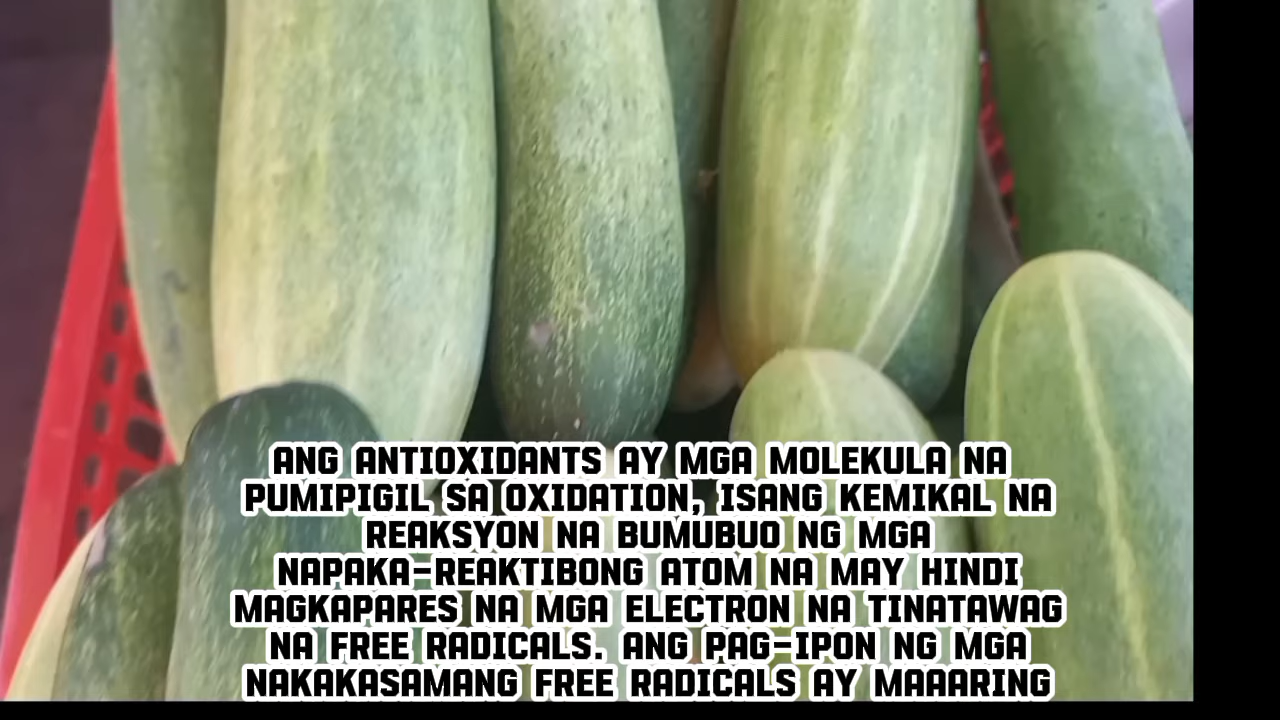 ANG ANTIOXIDANTS AY MGA MOLEKULA NA
PUMIPIGIL SA OXIDATION, ISANG KEMIKAL NA
REAKSYON NA BUMUBUO NG MGA
NAPAKA-REAKTIBONG ATOM NA MAY HINDI
MAGKAPARES NA MGA ELECTRON NA TINATAWAG
NA FREE RADICALS. ANG PAG-IPON NG MGA
NAKAKASAMANG FREE RADICALS AY MAAARING